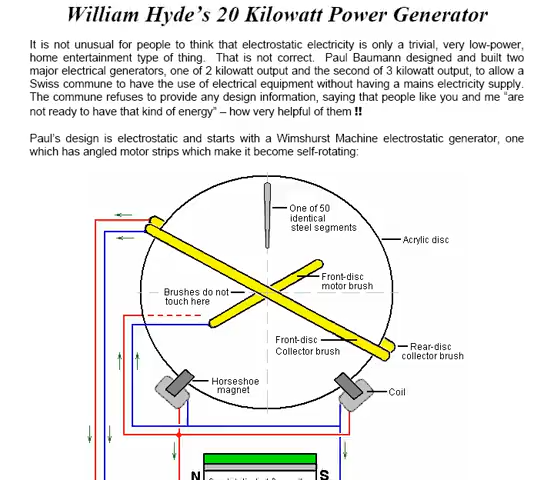 William Hyde's 20 Kilowatt Power Generator
It is not unusual for people to think that electrostatic electricity is only a trivial, very low-power,
home entertainment type of thing. That is not correct. Paul Baumann designed and built two
major electrical generators, one of 2 kilowatt output and the second of 3 kilowatt output, to allow a
Swiss commune to have the use of electrical equipment without having a mains electricity supply.
The commune refuses to provide any design information, saying that people like you and me "are
not ready to have that kind of energy" – how very helpful of them !!
Paul's design is electrostatic and starts with a Wimshurst Machine electrostatic generator, one
which has angled motor strips which make it become self-rotating:
One of 50
identical
steel segments
Acrylic disc
Front-disc
motor brush
Brushes do not
touch here
Front-disc
Collector brush
Rear-disc
collector brush
Horseshoe
magnet
Coil
N
S